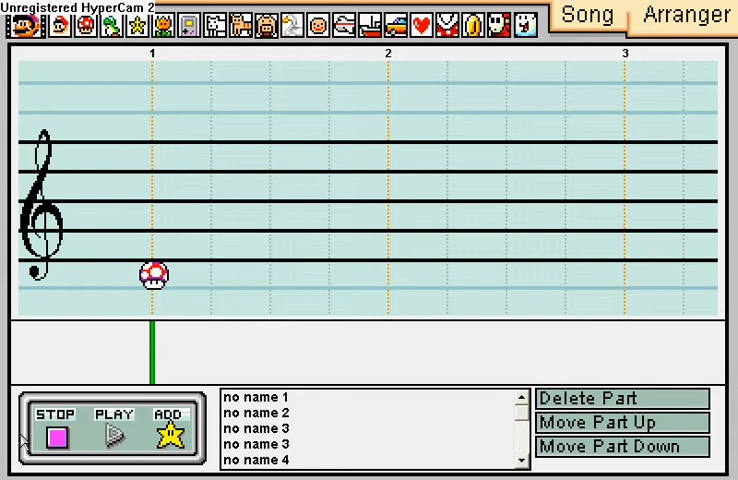 Unregistered HyperCam 2
Song
Arranger
1
2
3
STOP
PLAY
ADD
no name 1
no name 2
no name 3
no name 3
no name 4
Delete Part
Move Part Up
Move Part Down